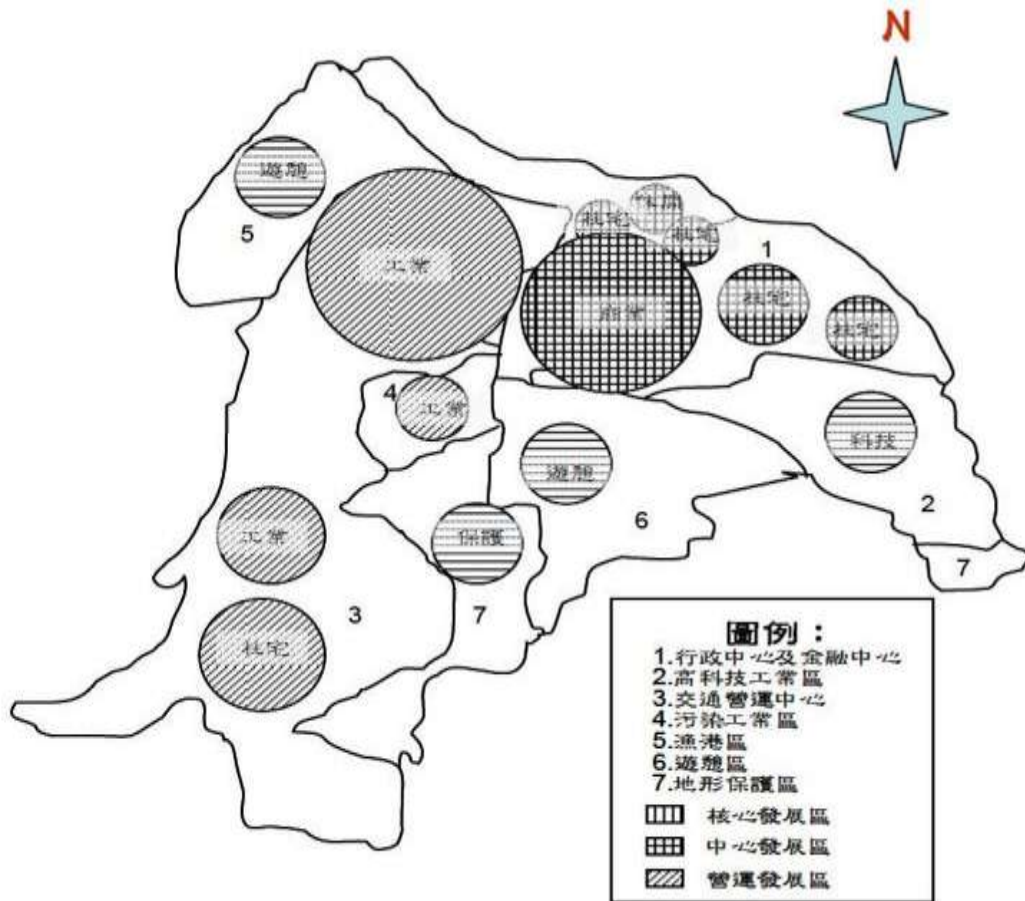 N
遊憩
5
工業
住宅
住宅
1
商業
住宅
住宅
4
工業
科技
遊憩
2
6
工業
保護
7
7
3
住宅
圖例：
1.行政中心及金融中心
2.高科技工業區
3.交通營運中心
4.污染工業區
5.漁港區
6.遊憩區
7.地形保護區
核心發展區
中心發展區
營運發展區